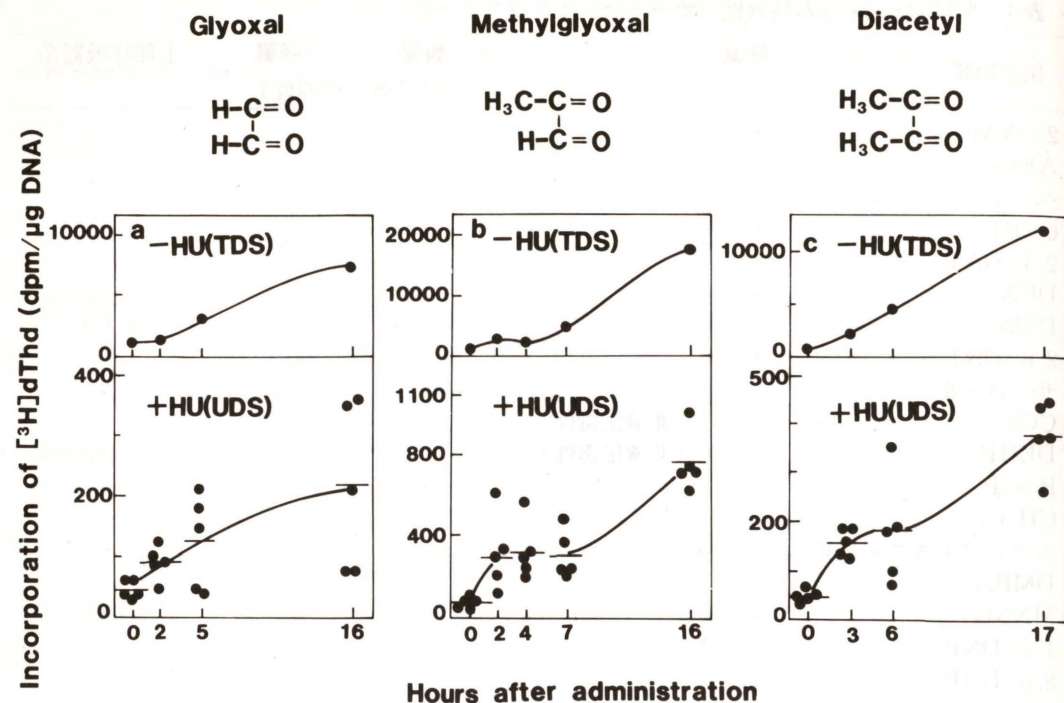 Glyoxal
Methylglyoxal
Diacetyl
H-C=O
H-C=O
H₃C-C=O
H-C=O
H₃C-C=O
H₃C-C=O
Incorporation of [³H]dThd (dpm/μg DNA)
a
-HU(TDS)
10000
0
+HU(UDS)
400
200
0
0 2 5 16
b
-HU(TDS)
20000
10000
0
+HU(UDS)
1100
800
400
0
0 2 4 7 16
c
-HU(TDS)
10000
0
+HU(UDS)
500
200
0
0 3 6 17
Hours after administration